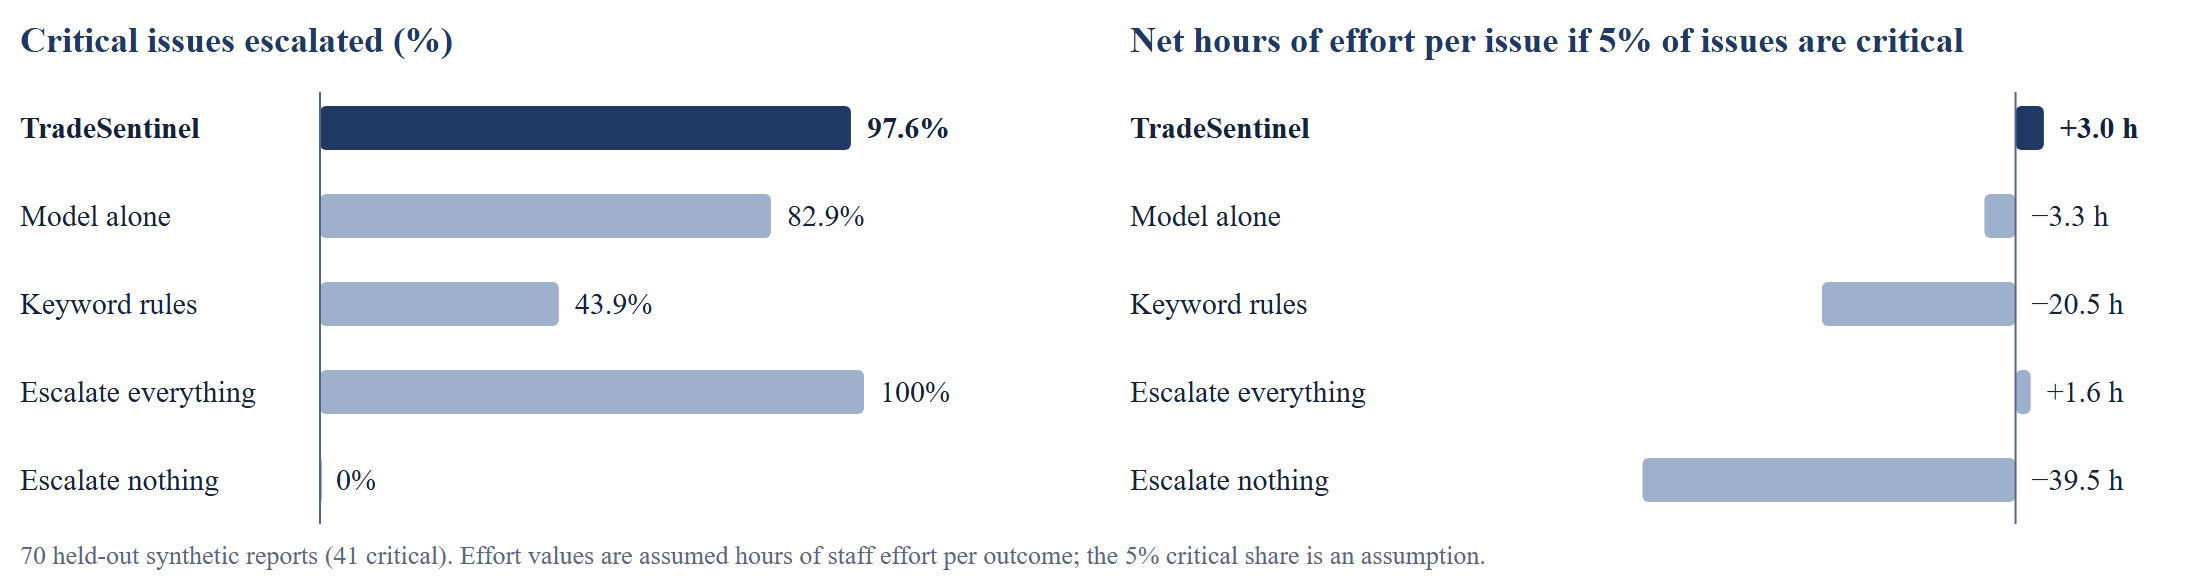 Critical issues escalated (%)
TradeSentinel 97.6%
Model alone 82.9%
Keyword rules 43.9%
Escalate everything 100%
Escalate nothing 0%
Net hours of effort per issue if 5% of issues are critical
TradeSentinel +3.0 h
Model alone −3.3 h
Keyword rules −20.5 h
Escalate everything +1.6 h
Escalate nothing −39.5 h
70 held-out synthetic reports (41 critical). Effort values are assumed hours of staff effort per outcome; the 5% critical share is an assumption.